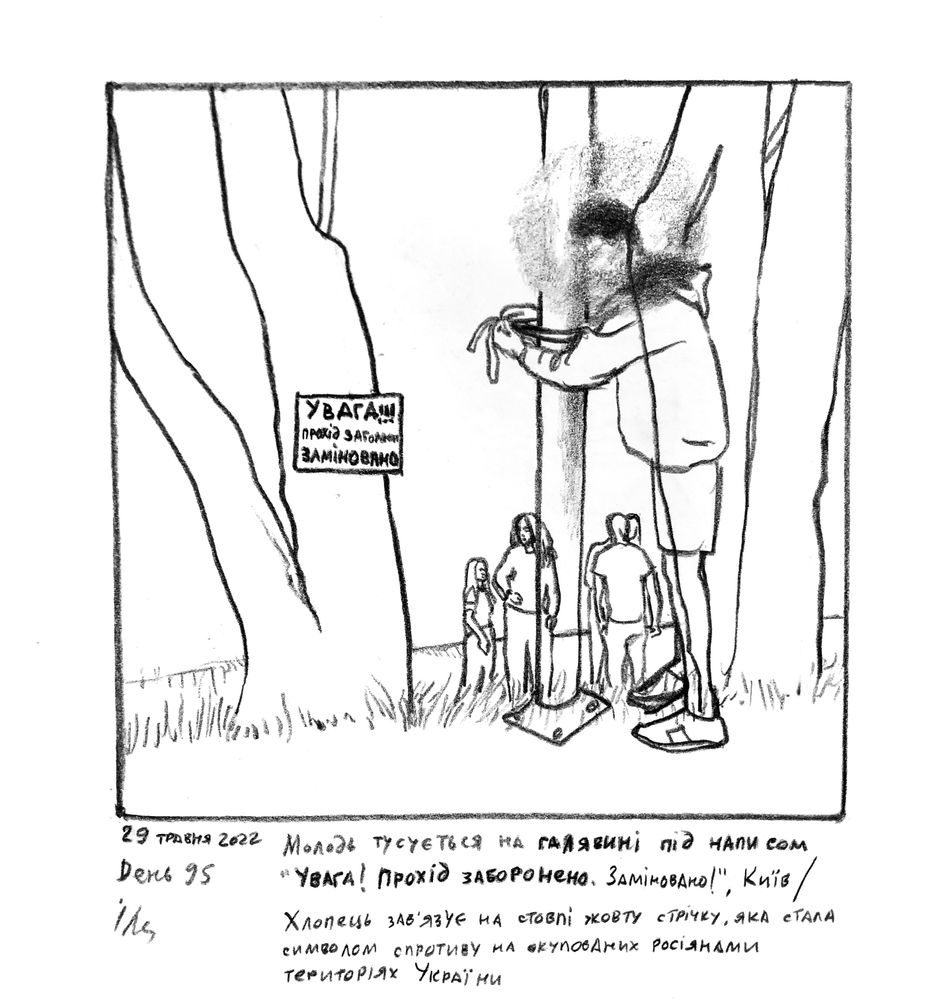 УВАГА!!!
ПРОХІД
ЗАМІНОВАНО
29 травня 2022
День 95
Молодь тусується на галявині під написом
"Увага! Прохід заборонено. Заміновано!", Київ/
Хлопець зав'язує на стовпі жовту стрічку, яка стала
символом спротиву на окупованих росіянами
територіях України